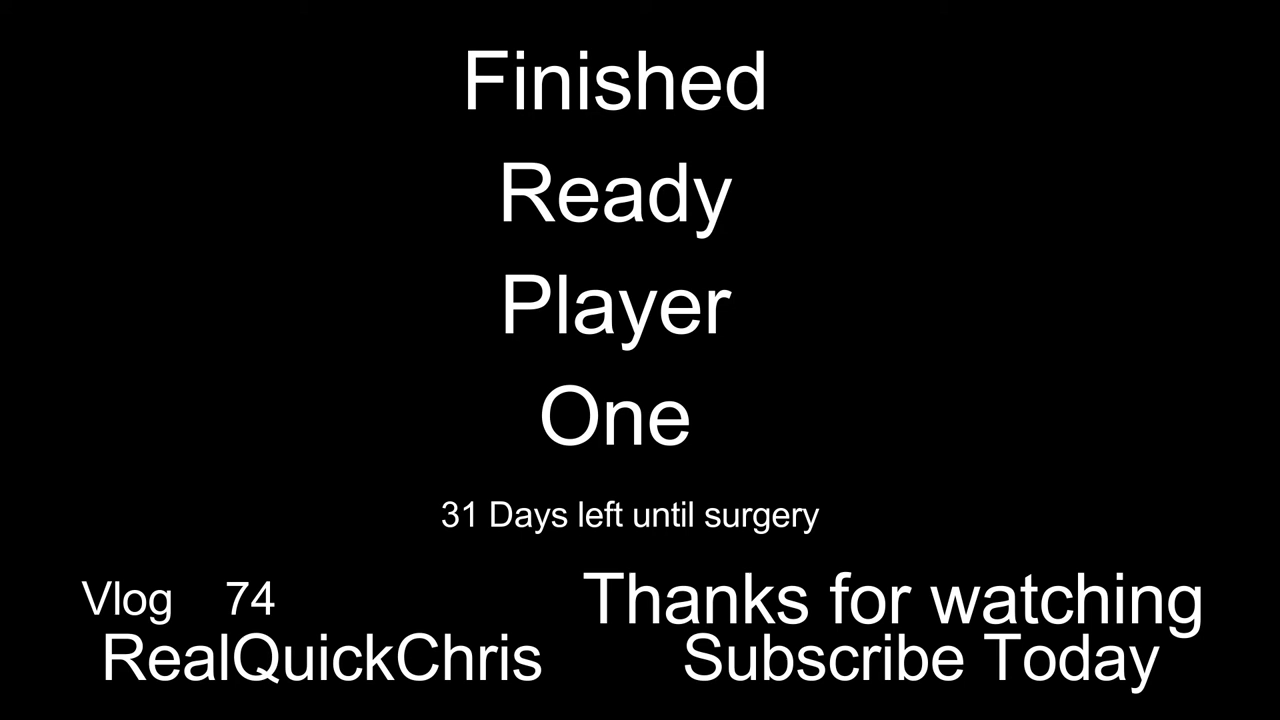 Finished
Ready
Player
One
31 Days left until surgery
Vlog 74
Thanks for watching
RealQuickChris
Subscribe Today